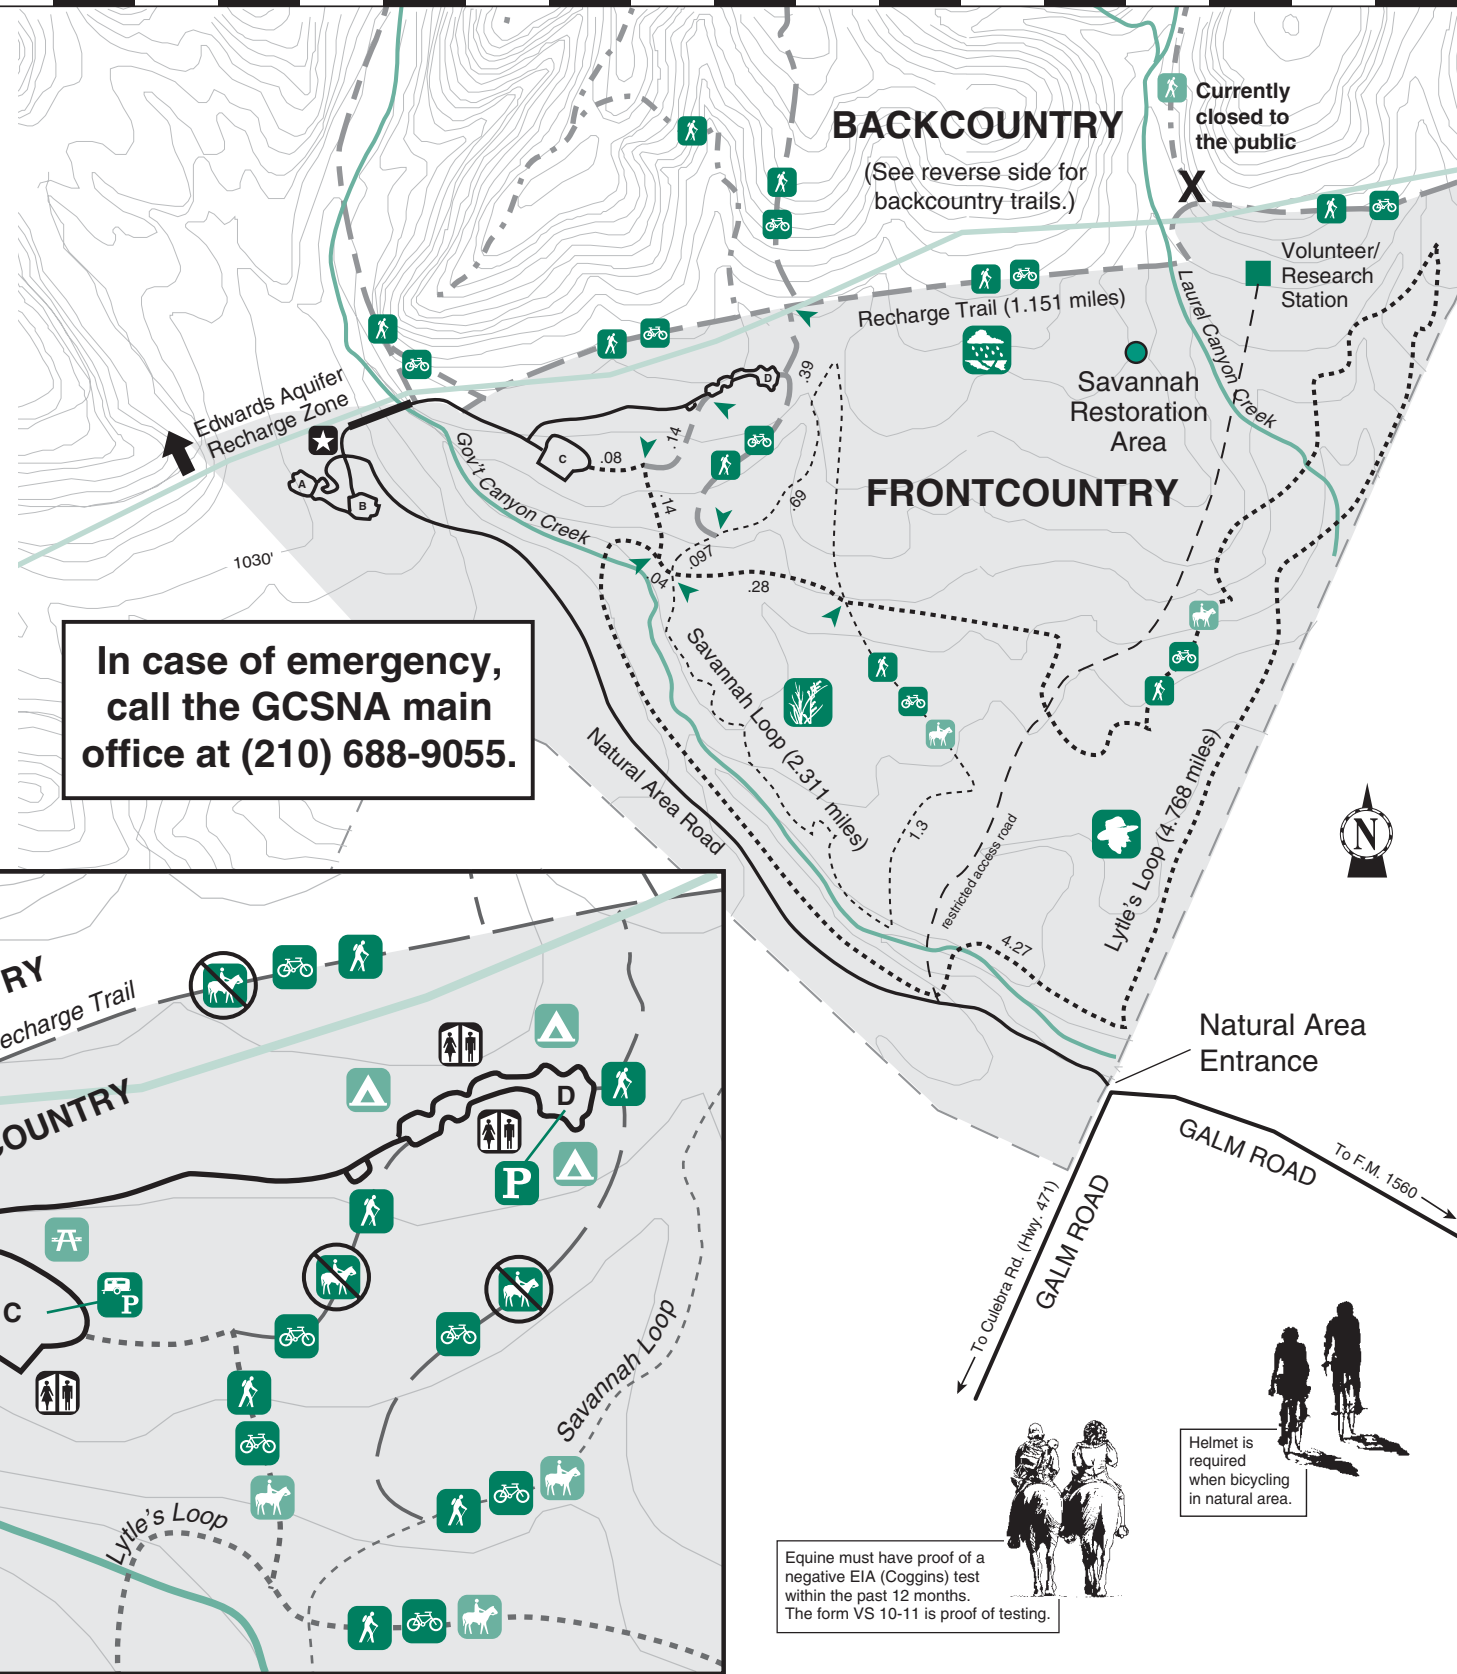 Currently
closed to
the public
X
BACKCOUNTRY
(See reverse side for
backcountry trails.)
Volunteer/
Research
Station
Recharge Trail (1.151 miles)
Laurel Canyon Creek
Savannah
Restoration
Area
Edwards Aquifer
Recharge Zone
A
B
C
D
.08
.14
.14
.39
.69
.097
.04
.28
Gov't Canyon Creek
FRONTCOUNTRY
1030'
In case of emergency,
call the GCSNA main
office at (210) 688-9055.
Savannah Loop (2.311 miles)
Natural Area Road
1.3
restricted access road
Lytle's Loop (4.768 miles)
4.27
N
Natural Area
Entrance
GALM ROAD
To F.M. 1560
To Culebra Rd. (Hwy. 471)
GALM ROAD
RY
echarge Trail
COUNTRY
D
P
C
P
Savannah Loop
Lytle's Loop
Helmet is
required
when bicycling
in natural area.
Equine must have proof of a
negative EIA (Coggins) test
within the past 12 months.
The form VS 10-11 is proof of testing.